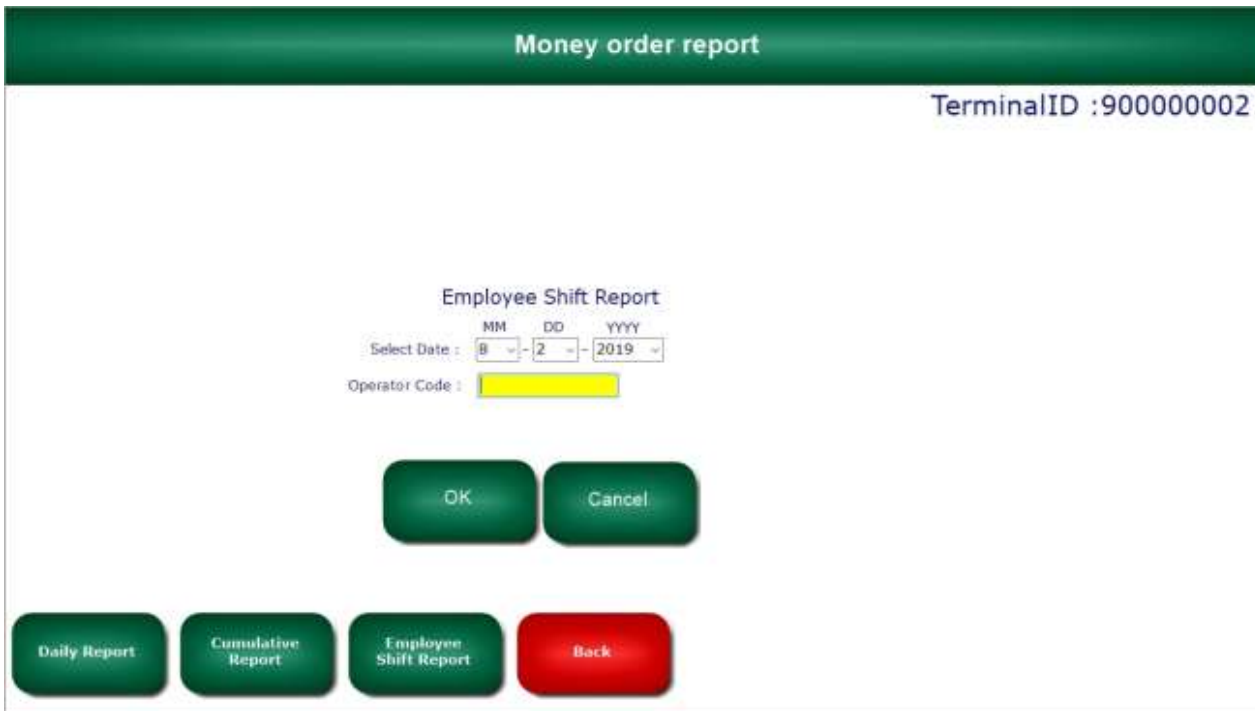 Money order report
TerminalID :900000002
Employee Shift Report
MM DD YYYY
Select Date : 8 - 2 - 2019
Operator Code :
OK Cancel
Daily Report Cumulative Report Employee Shift Report Back